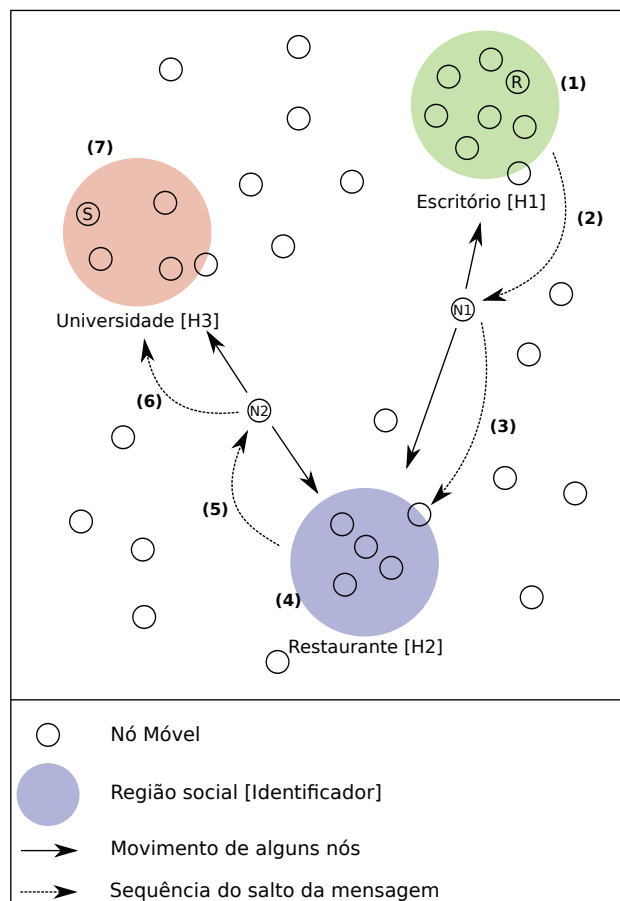 (1)
R
(7)
S
Escritório [H1]
(2)
N1
Universidade [H3]
(6)
N2
(3)
(5)
(4)
Restaurante [H2]
Nó Móvel
Região social [Identificador]
Movimento de alguns nós
Sequência do salto da mensagem